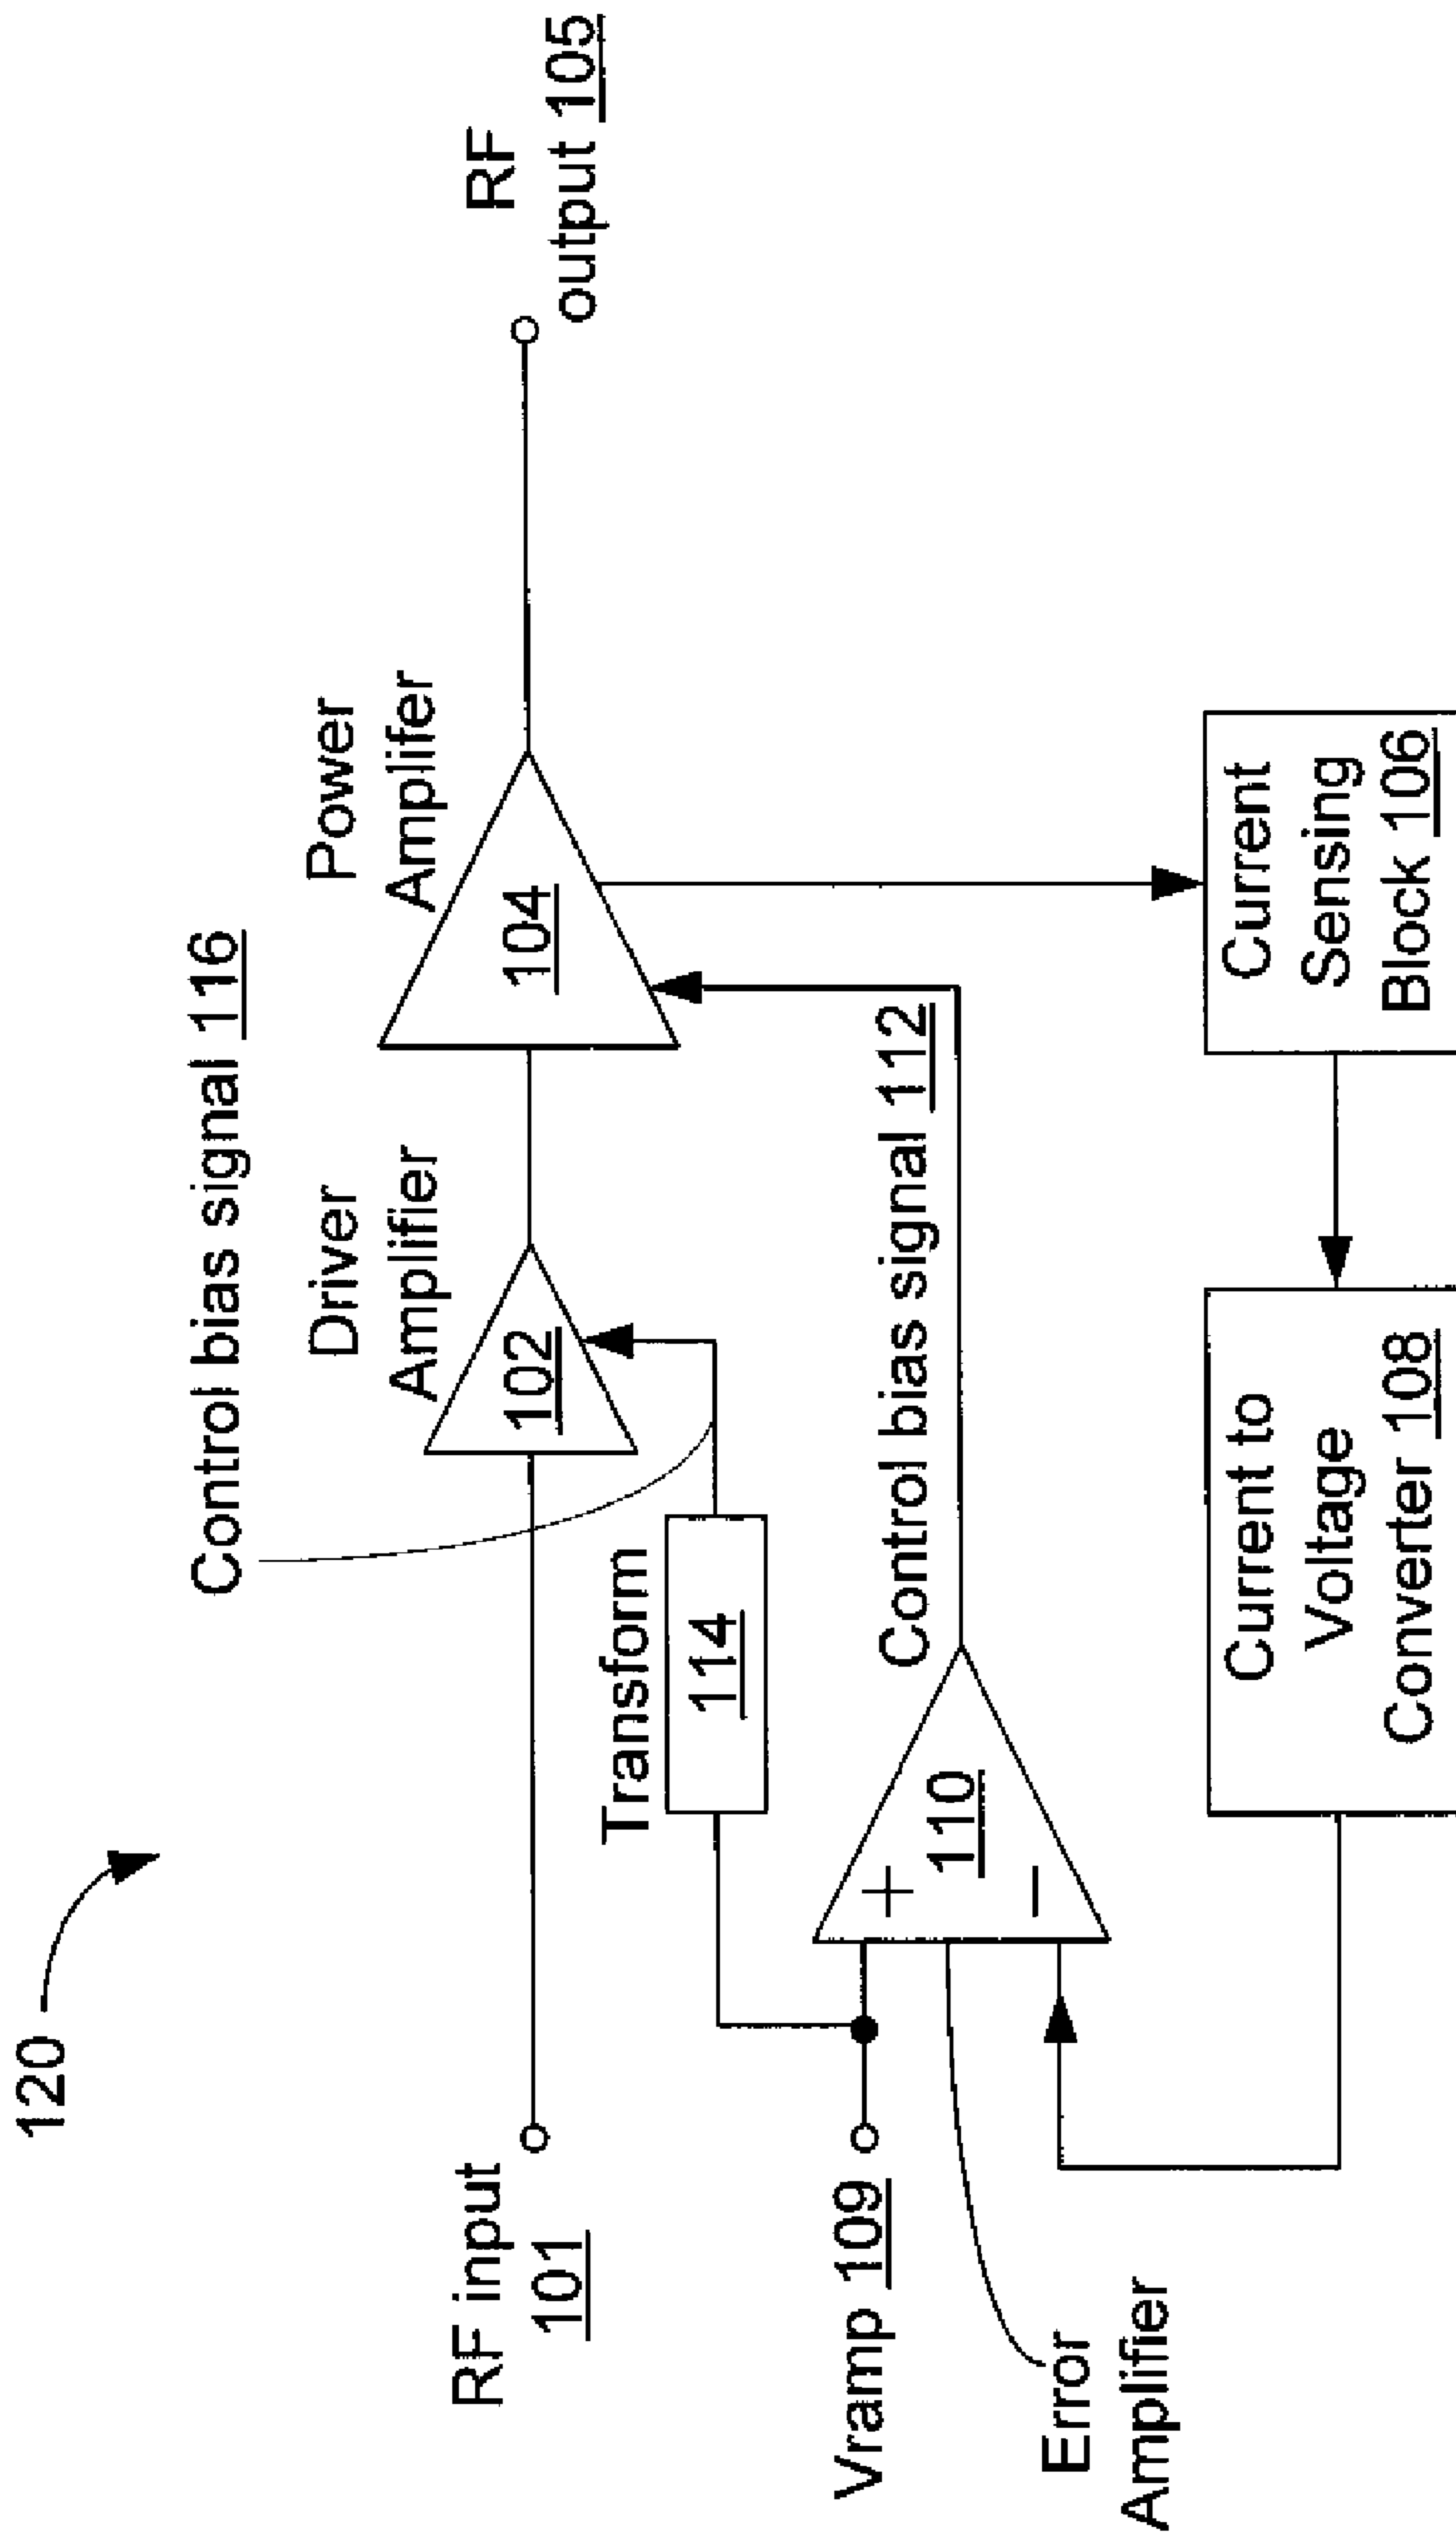 120
Control bias signal 116
Driver
Amplifier
102
Power
Amplifer
104
RF
output 105
RF input
101
Transform
114
Control bias signal 112
Vramp 109
+
110
−
Error
Amplifier
Current to
Voltage
Converter 108
Current
Sensing
Block 106